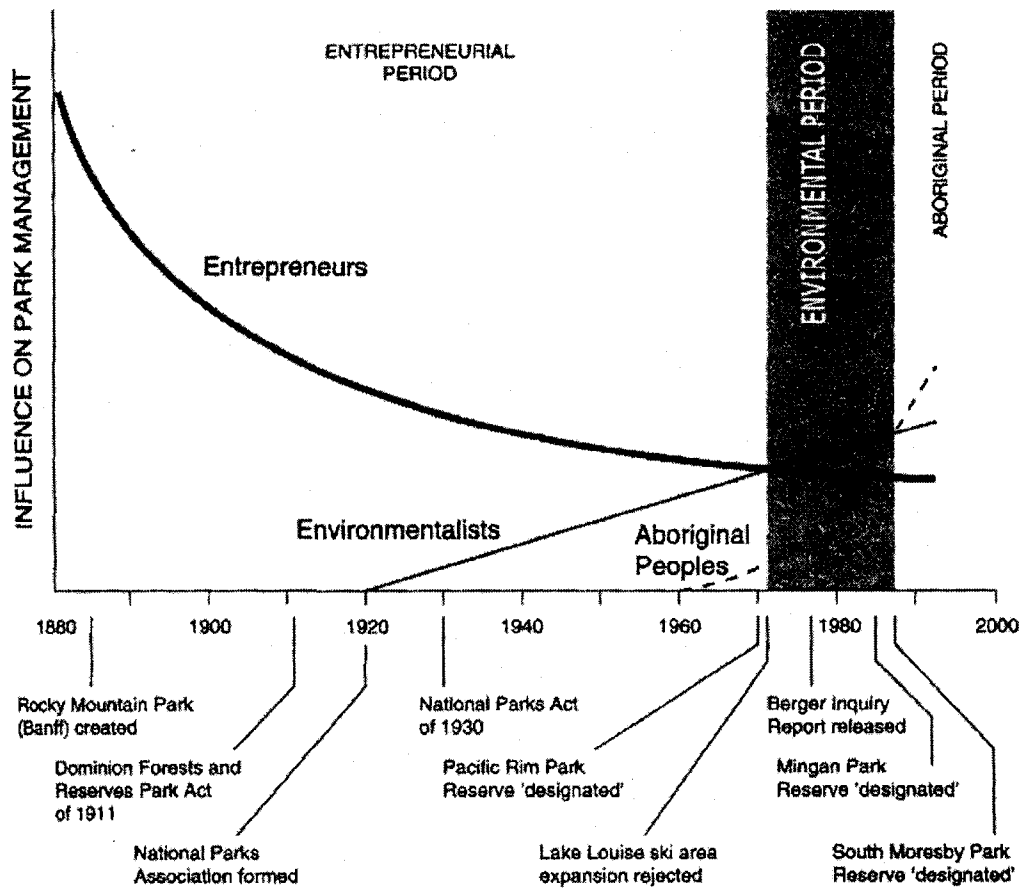 ENTREPRENEURIAL
PERIOD
ENVIRONMENTAL PERIOD
ABORIGINAL PERIOD
INFLUENCE ON PARK MANAGEMENT
Entrepreneurs
Environmentalists
Aboriginal
Peoples
1880
1900
1920
1940
1960
1980
2000
Rocky Mountain Park
(Banff) created
Dominion Forests and
Reserves Park Act
of 1911
National Parks
Association formed
National Parks Act
of 1930
Pacific Rim Park
Reserve 'designated'
Lake Louise ski area
expansion rejected
Berger Inquiry
Report released
Mingan Park
Reserve 'designated'
South Moresby Park
Reserve 'designated'